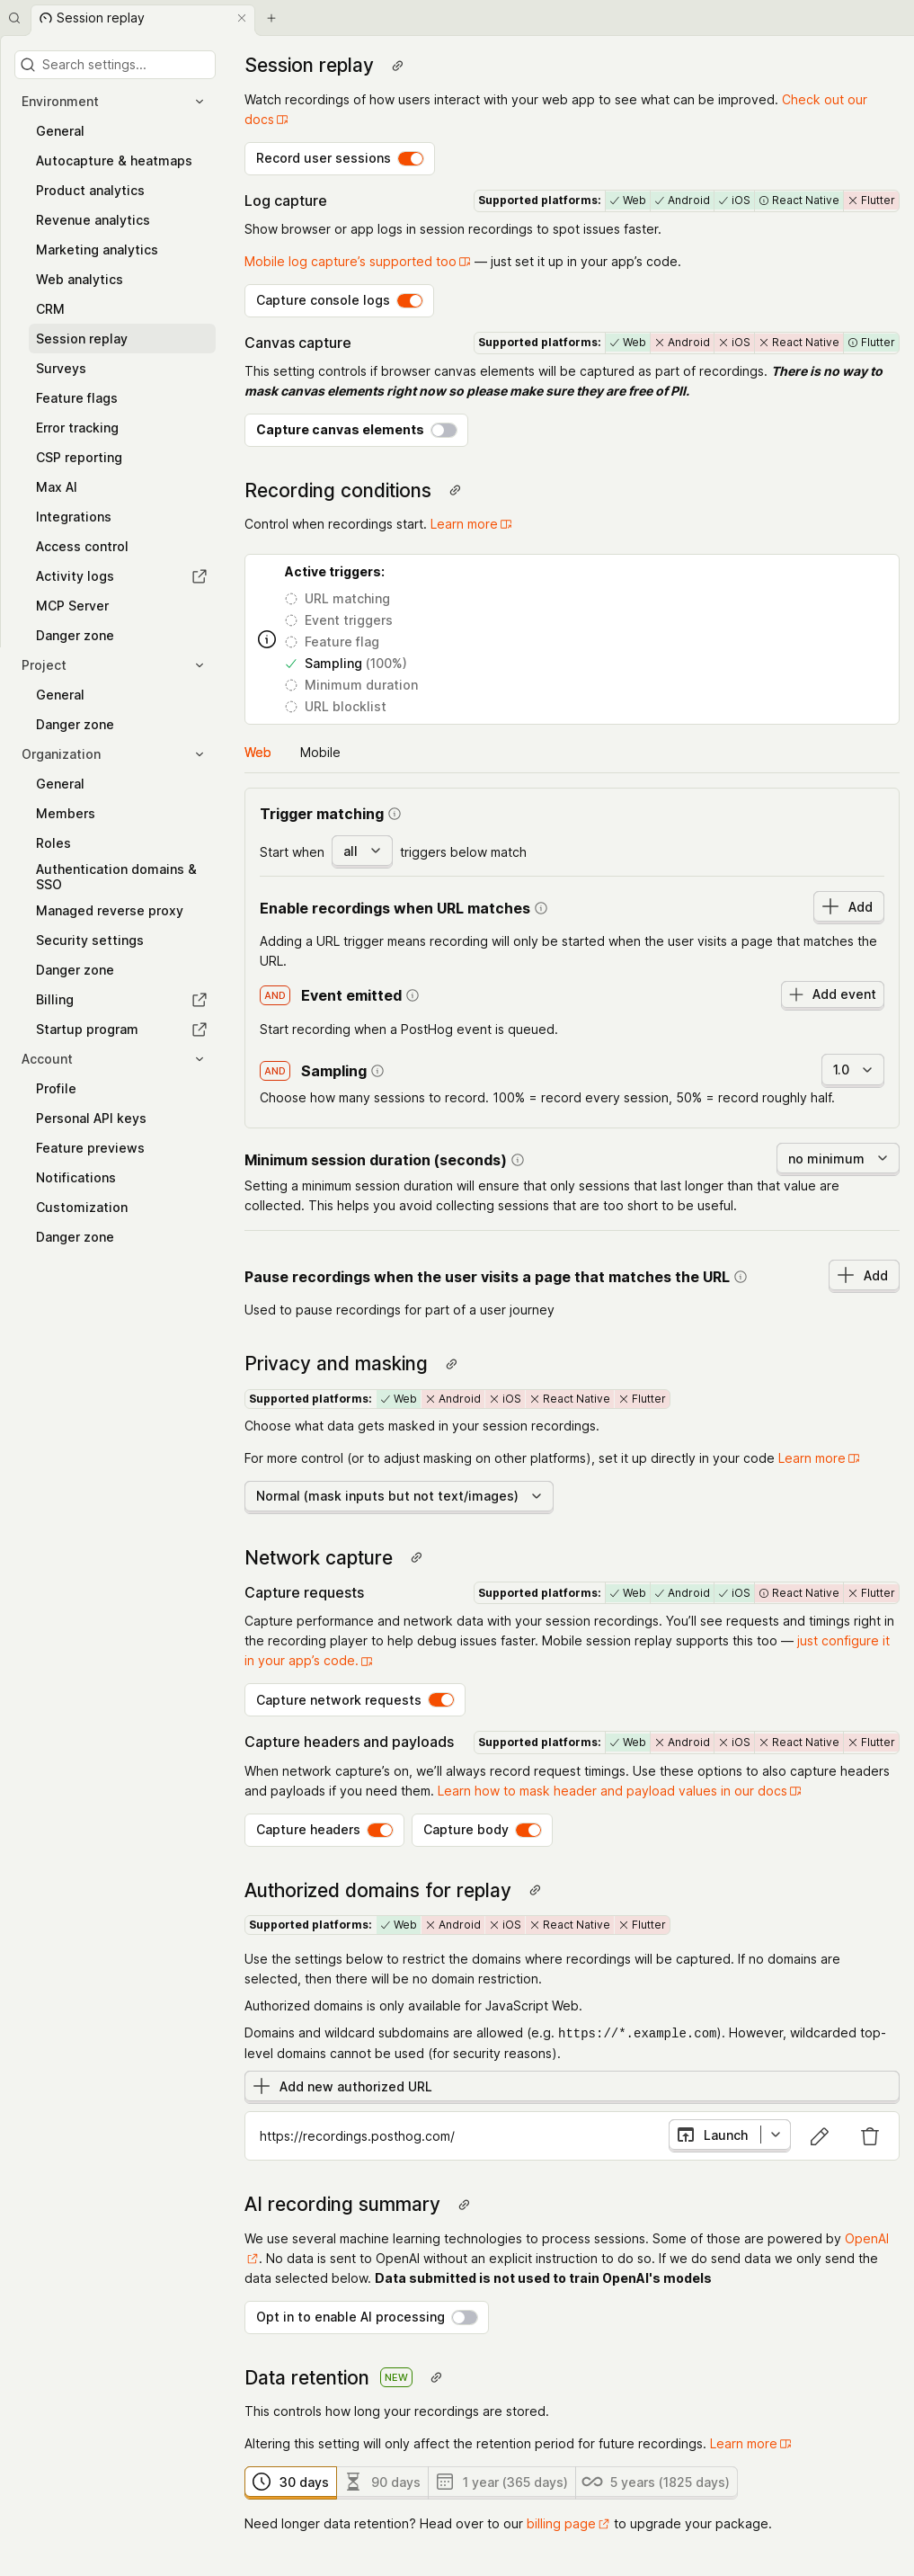 Session replay
Search settings...
Environment
General
Autocapture & heatmaps
Product analytics
Revenue analytics
Marketing analytics
Web analytics
CRM
Session replay
Surveys
Feature flags
Error tracking
CSP reporting
Max AI
Integrations
Access control
Activity logs
MCP Server
Danger zone
Project
General
Danger zone
Organization
General
Members
Roles
Authentication domains &
SSO
Managed reverse proxy
Security settings
Danger zone
Billing
Startup program
Account
Profile
Personal API keys
Feature previews
Notifications
Customization
Danger zone
Session replay
Watch recordings of how users interact with your web app to see what can be improved. Check out our
docs
Record user sessions
Log capture
Supported platforms: Web Android iOS React Native Flutter
Show browser or app logs in session recordings to spot issues faster.
Mobile log capture's supported too — just set it up in your app's code.
Capture console logs
Canvas capture
Supported platforms: Web Android iOS React Native Flutter
This setting controls if browser canvas elements will be captured as part of recordings. There is no way to
mask canvas elements right now so please make sure they are free of PII.
Capture canvas elements
Recording conditions
Control when recordings start. Learn more
Active triggers:
URL matching
Event triggers
Feature flag
Sampling (100%)
Minimum duration
URL blocklist
Web Mobile
Trigger matching
Start when all triggers below match
Enable recordings when URL matches
Add
Adding a URL trigger means recording will only be started when the user visits a page that matches the
URL.
AND Event emitted
Add event
Start recording when a PostHog event is queued.
AND Sampling
1.0
Choose how many sessions to record. 100% = record every session, 50% = record roughly half.
Minimum session duration (seconds)
no minimum
Setting a minimum session duration will ensure that only sessions that last longer than that value are
collected. This helps you avoid collecting sessions that are too short to be useful.
Pause recordings when the user visits a page that matches the URL
Add
Used to pause recordings for part of a user journey
Privacy and masking
Supported platforms: Web Android iOS React Native Flutter
Choose what data gets masked in your session recordings.
For more control (or to adjust masking on other platforms), set it up directly in your code Learn more
Normal (mask inputs but not text/images)
Network capture
Capture requests
Supported platforms: Web Android iOS React Native Flutter
Capture performance and network data with your session recordings. You'll see requests and timings right in
the recording player to help debug issues faster. Mobile session replay supports this too — just configure it
in your app's code.
Capture network requests
Capture headers and payloads
Supported platforms: Web Android iOS React Native Flutter
When network capture's on, we'll always record request timings. Use these options to also capture headers
and payloads if you need them. Learn how to mask header and payload values in our docs
Capture headers
Capture body
Authorized domains for replay
Supported platforms: Web Android iOS React Native Flutter
Use the settings below to restrict the domains where recordings will be captured. If no domains are
selected, then there will be no domain restriction.
Authorized domains is only available for JavaScript Web.
Domains and wildcard subdomains are allowed (e.g. https://*.example.com). However, wildcarded top-
level domains cannot be used (for security reasons).
Add new authorized URL
https://recordings.posthog.com/
Launch
AI recording summary
We use several machine learning technologies to process sessions. Some of those are powered by OpenAI
. No data is sent to OpenAI without an explicit instruction to do so. If we do send data we only send the
data selected below. Data submitted is not used to train OpenAI's models
Opt in to enable AI processing
Data retention NEW
This controls how long your recordings are stored.
Altering this setting will only affect the retention period for future recordings. Learn more
30 days 90 days 1 year (365 days) 5 years (1825 days)
Need longer data retention? Head over to our billing page to upgrade your package.